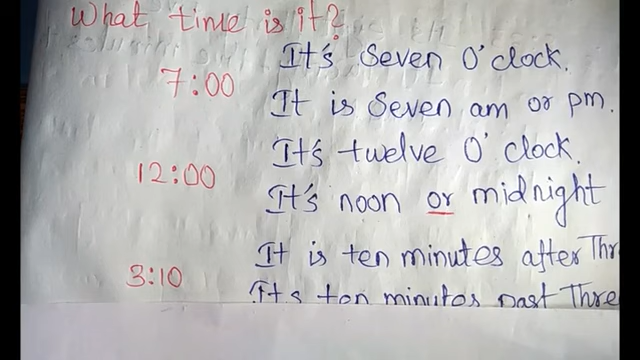 What time is it?
7:00
It's Seven O'clock.
It is Seven am or pm.
12:00
It's twelve O'clock.
It's noon or midnight
3:10
It is ten minutes after
It's ten minutes past Three